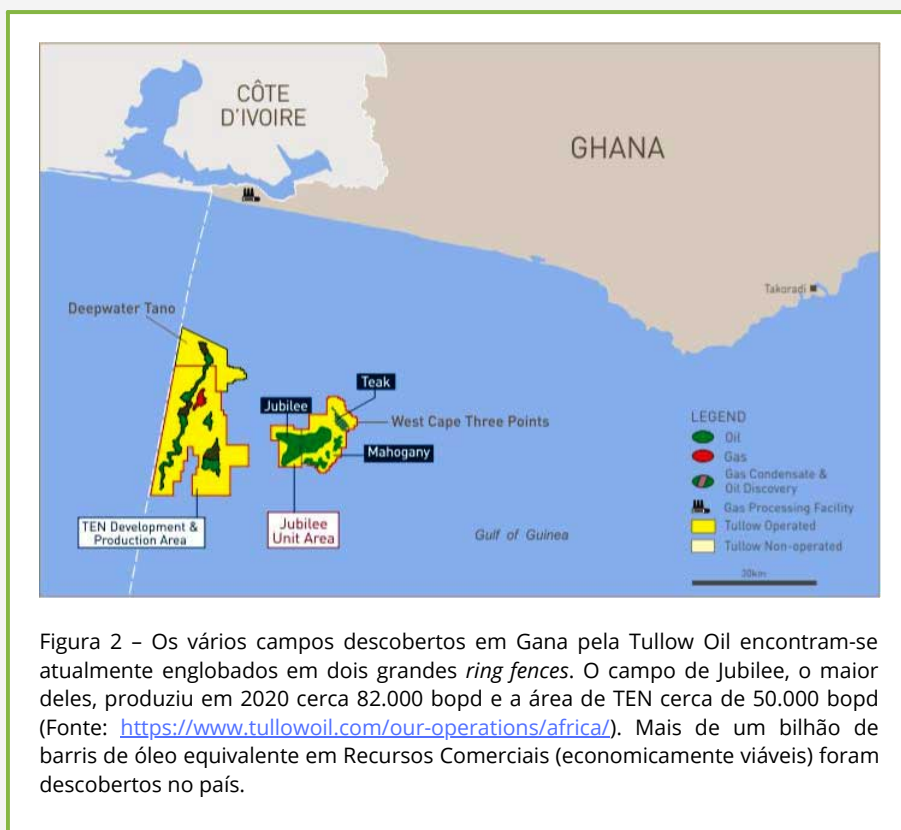 CÔTE
D'IVOIRE
GHANA
Takoradi
Deepwater Tano
Teak
Jubilee
West Cape Three Points
Mahogany
LEGEND
Oil
Gas
Gas Condensate &
Oil Discovery
Gas Processing Facility
Tullow Operated
Tullow Non-operated
30km
TEN Development &
Production Area
Jubilee
Unit Area
Gulf of Guinea
Figura 2 – Os vários campos descobertos em Gana pela Tullow Oil encontram-se
atualmente englobados em dois grandes ring fences. O campo de Jubilee, o maior
deles, produziu em 2020 cerca 82.000 bopd e a área de TEN cerca de 50.000 bopd
(Fonte: https://www.tullowoil.com/our-operations/africa/). Mais de um bilhão de
barris de óleo equivalente em Recursos Comerciais (economicamente viáveis) foram
descobertos no país.